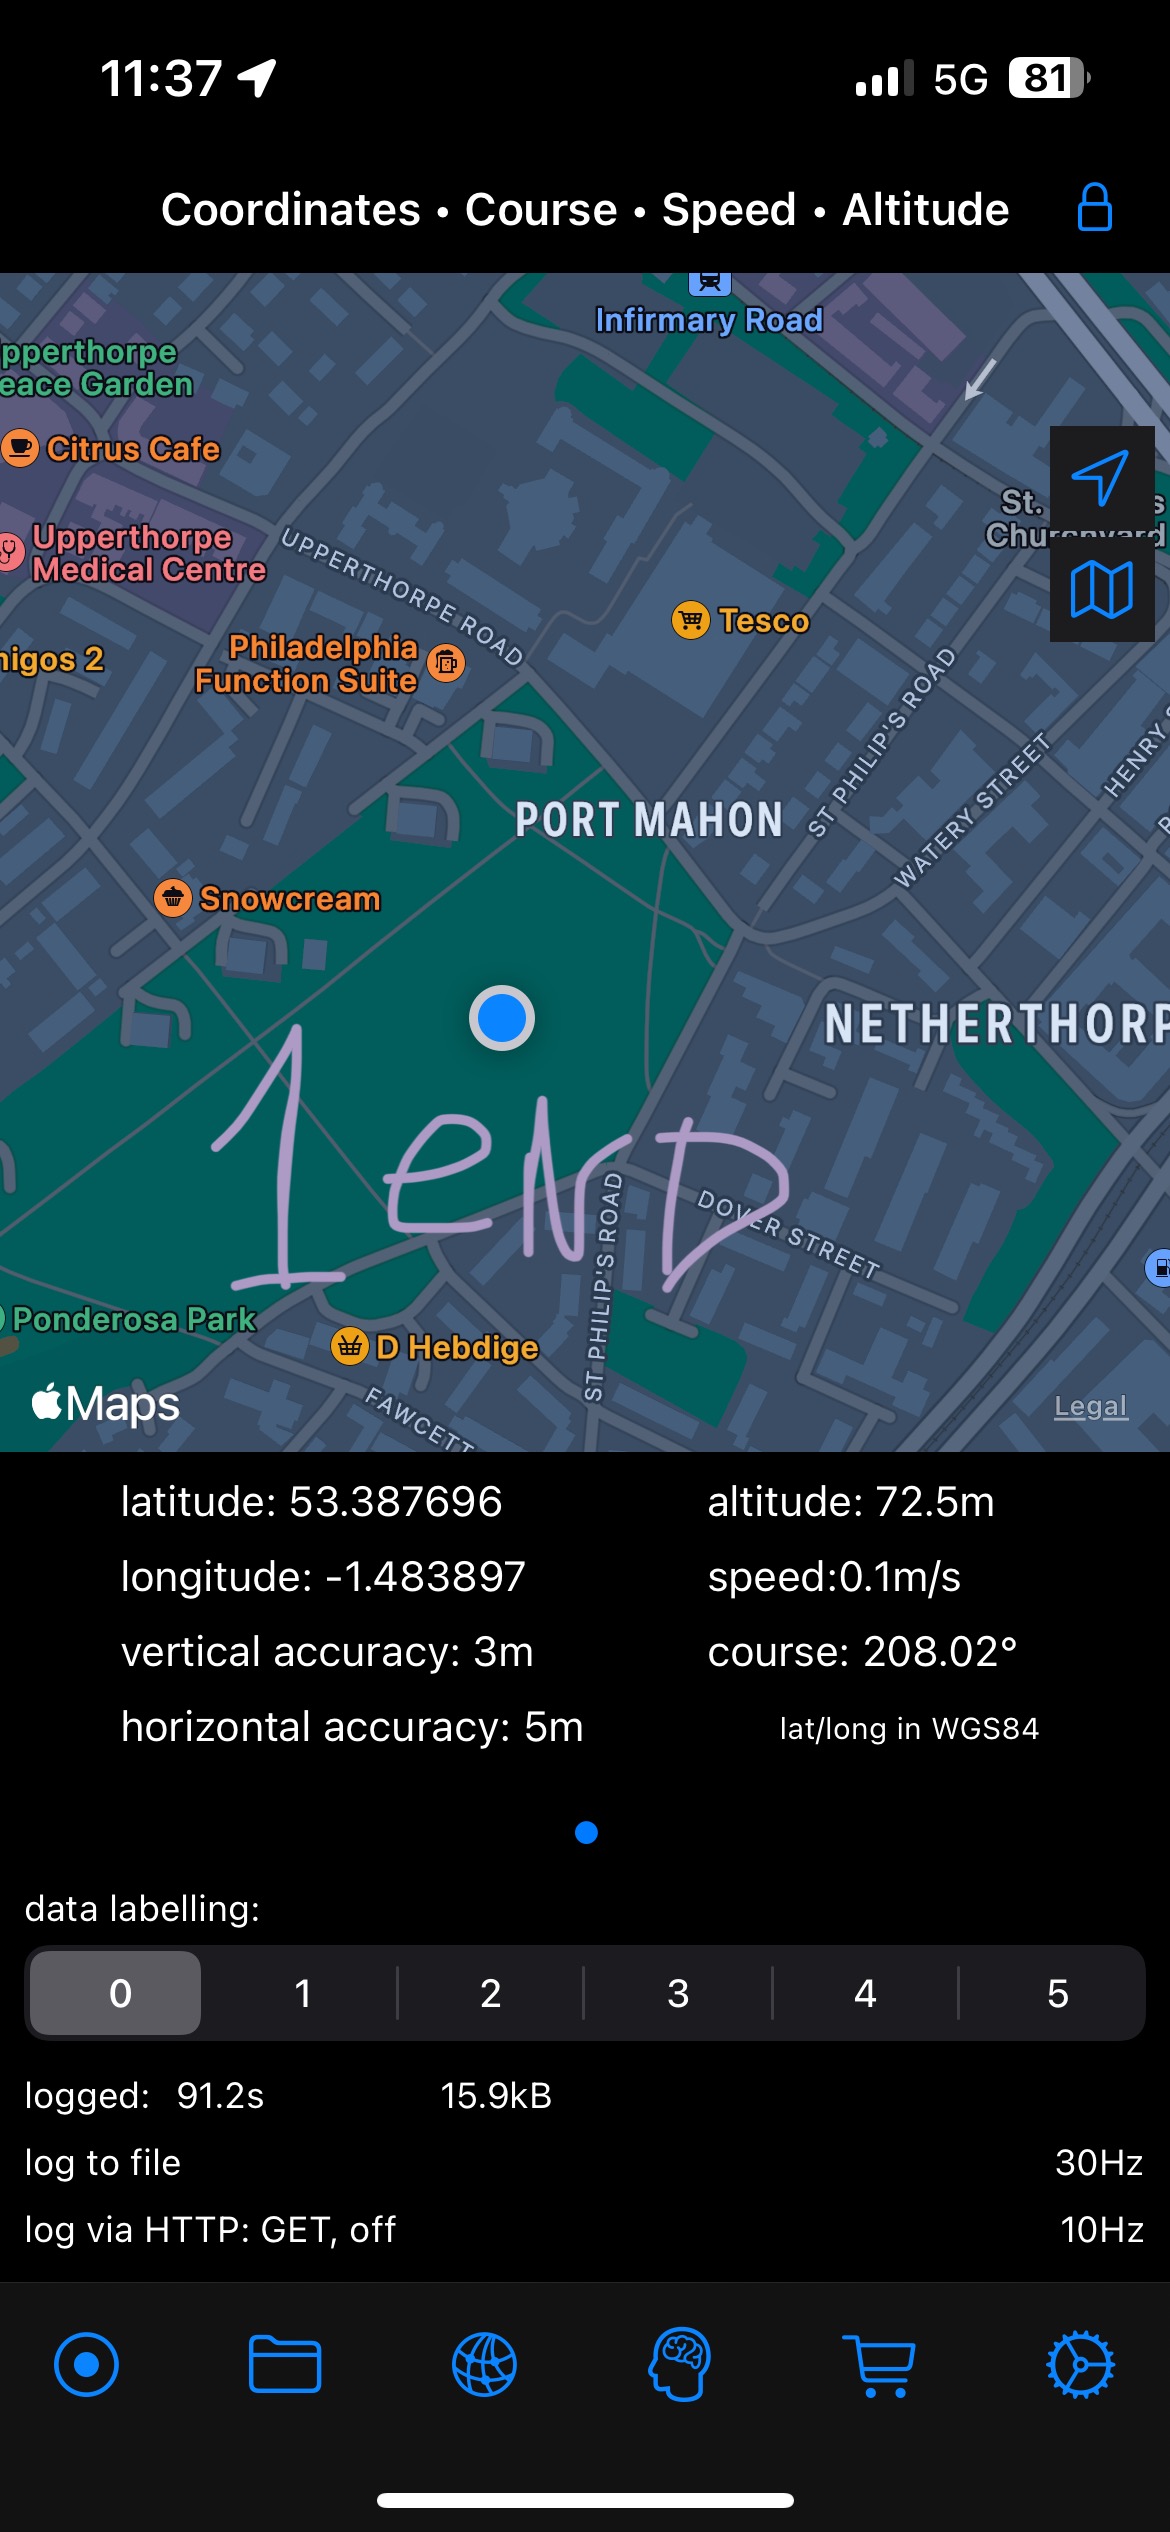 11:37
5G
81
Coordinates • Course • Speed • Altitude
Infirmary Road
pperthorpe
eace Garden
Citrus Cafe
St.
s
Upperthorpe
Medical Centre
UPPERTHORPE ROAD
Tesco
Philadelphia
Function Suite
nigos 2
ST PHILIP'S ROAD
WATERY STREET
HENRY S
PORT MAHON
Snowcream
NETHERTHORP
1 eND
DOVER STREET
ST PHILIP'S ROAD
Ponderosa Park
D Hebdige
FAWCETT
Maps
Legal
latitude: 53.387696
altitude: 72.5m
longitude: -1.483897
speed:0.1m/s
vertical accuracy: 3m
course: 208.02°
horizontal accuracy: 5m
lat/long in WGS84
data labelling:
0 1 2 3 4 5
logged: 91.2s 15.9kB
log to file 30Hz
log via HTTP: GET, off 10Hz